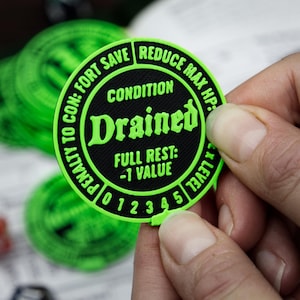 PENALTY TO CON: FORT SAVE
REDUCE MAX HP: x LEVEL
CONDITION
Drained
FULL REST:
-1 VALUE
0 1 2 3 4 5